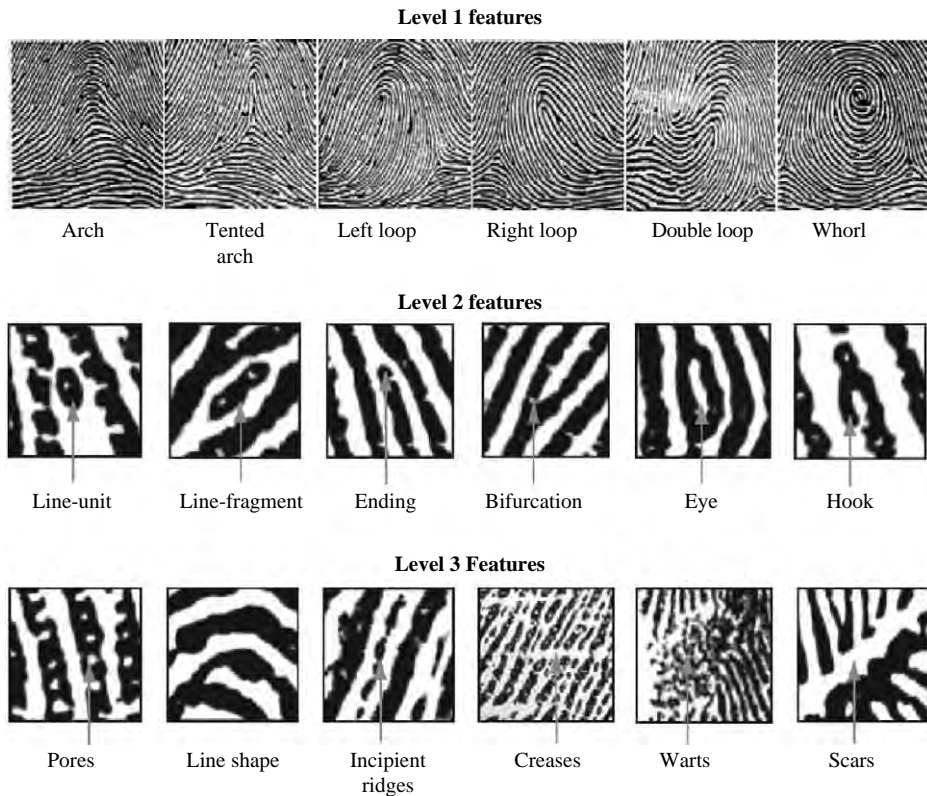 Level 1 features
Arch Tented Left loop Right loop Double loop Whorl
arch
Level 2 features
Line-unit Line-fragment Ending Bifurcation Eye Hook
Level 3 Features
Pores Line shape Incipient Creases Warts Scars
ridges